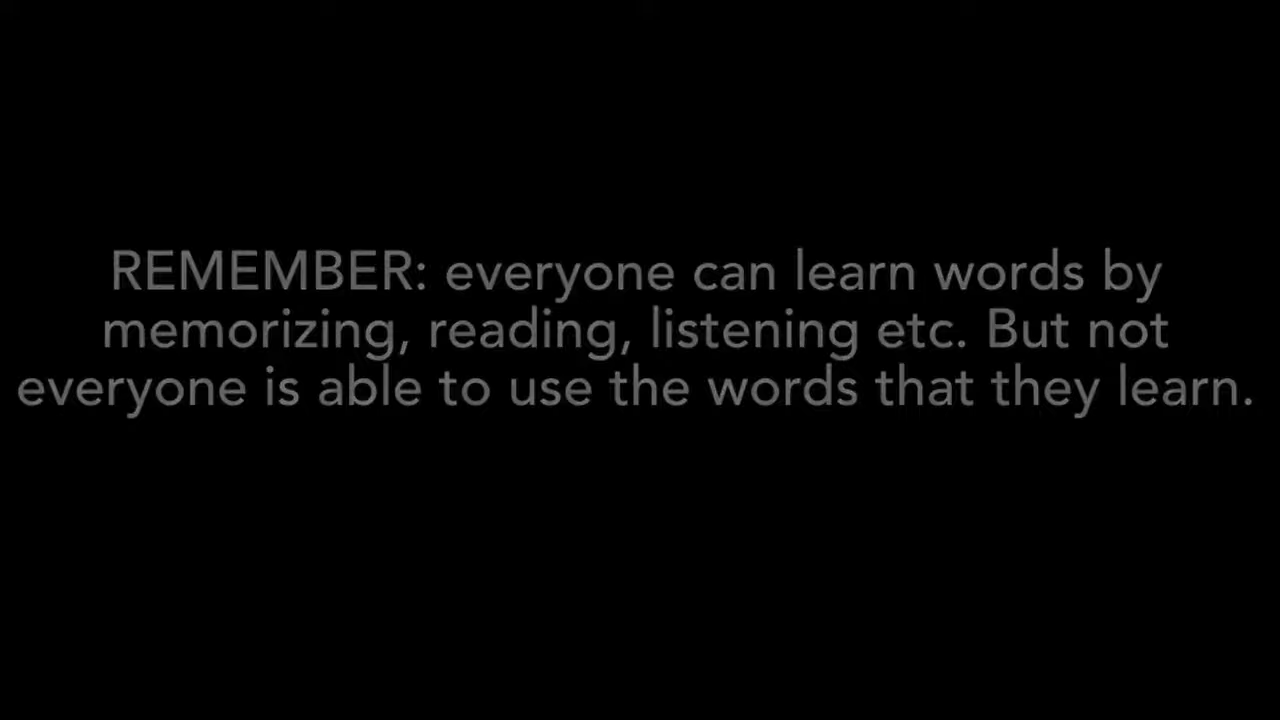 REMEMBER: everyone can learn words by
memorizing, reading, listening etc. But not
everyone is able to use the words that they learn.